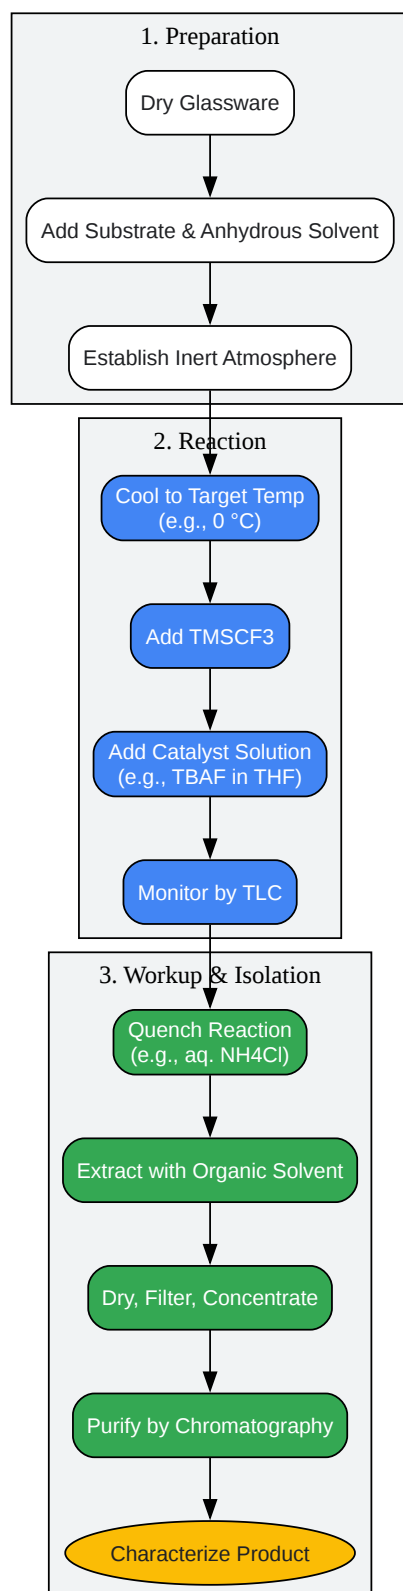 1. Preparation
Dry Glassware
Add Substrate & Anhydrous Solvent
Establish Inert Atmosphere
2. Reaction
Cool to Target Temp
(e.g., 0 °C)
Add TMSCF3
Add Catalyst Solution
(e.g., TBAF in THF)
Monitor by TLC
3. Workup & Isolation
Quench Reaction
(e.g., aq. NH4Cl)
Extract with Organic Solvent
Dry, Filter, Concentrate
Purify by Chromatography
Characterize Product